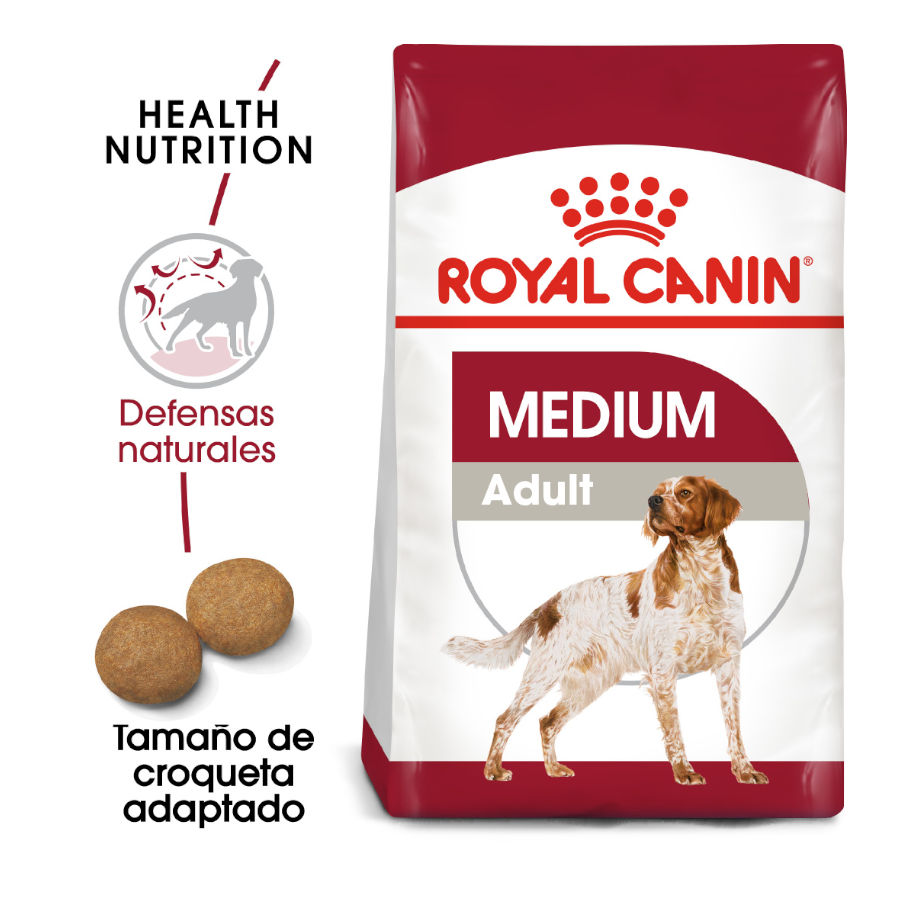 HEALTH
NUTRITION
Defensas
naturales
Tamaño de
croqueta
adaptado
ROYAL CANIN®
MEDIUM
Adult